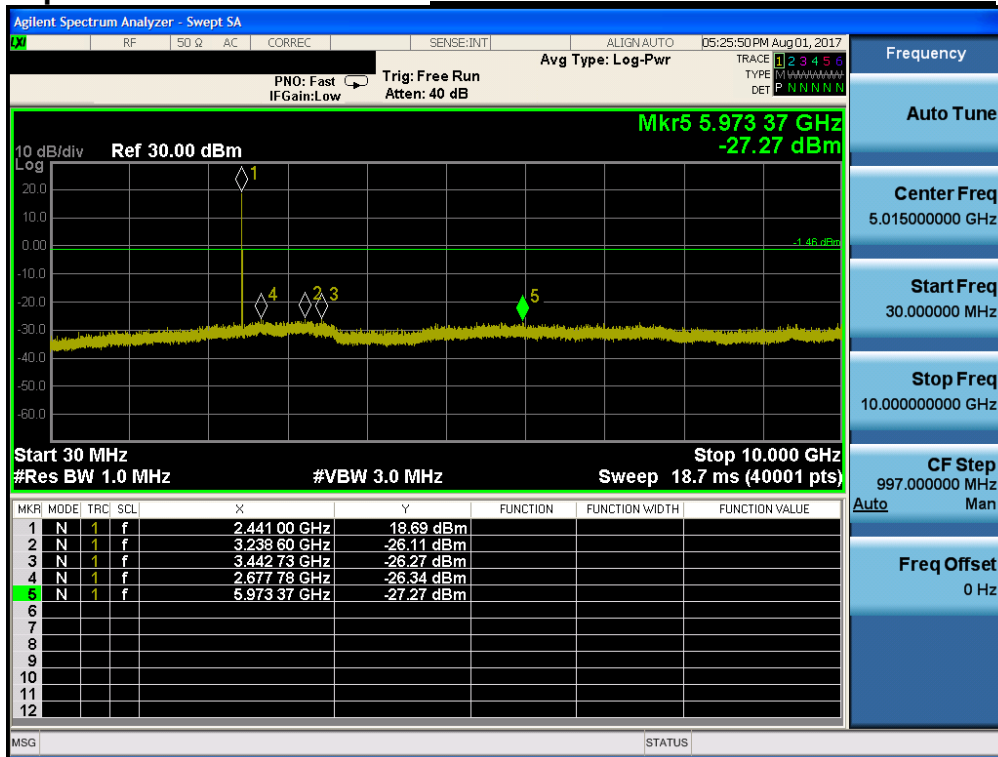 Agilent Spectrum Analyzer - Swept SA
LXI RF 50 Ω AC CORREC SENSE:INT ALIGN AUTO 05:25:50 PM Aug 01, 2017
Frequency
Avg Type: Log-Pwr
TRACE 1 2 3 4 5 6
PNO: Fast
Trig: Free Run
TYPE M WWWWW
IFGain:Low
Atten: 40 dB
DET P N N N N N
Auto Tune
Mkr5 5.973 37 GHz
-27.27 dBm
10 dB/div Ref 30.00 dBm
Log
1
20.0
10.0
0.00
-1.46 dBm
-10.0
4 2 3 5
-20.0
-30.0
-40.0
-50.0
-60.0
Center Freq
5.015000000 GHz
Start Freq
30.000000 MHz
Stop Freq
10.000000000 GHz
Start 30 MHz Stop 10.000 GHz
#Res BW 1.0 MHz #VBW 3.0 MHz Sweep 18.7 ms (40001 pts)
CF Step
997.000000 MHz
Auto Man
MKR MODE TRC SCL X Y FUNCTION FUNCTION WIDTH FUNCTION VALUE
1 N 1 f 2.441 00 GHz 18.69 dBm
2 N 1 f 3.238 60 GHz -26.11 dBm
3 N 1 f 3.442 73 GHz -26.27 dBm
4 N 1 f 2.677 78 GHz -26.34 dBm
5 N 1 f 5.973 37 GHz -27.27 dBm
6
7
8
9
10
11
12
Freq Offset
0 Hz
MSG STATUS